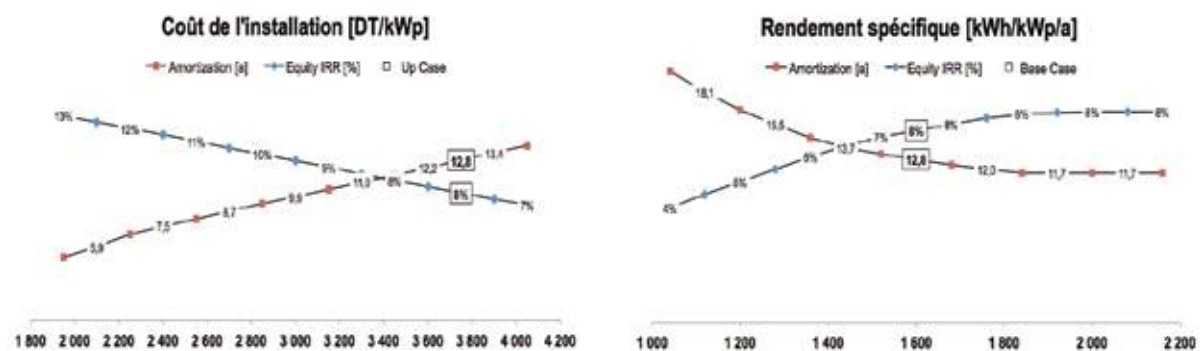 Coût de l'installation [DT/kWp]
Amortization [a] Equity IRR [%] Up Case
13% 12% 11% 10% 9% 8% 8% 7%
5,9 7,5 8,7 9,9 11,0 12,2 12,8 13,4
1 800 2 000 2 200 2 400 2 600 2 800 3 000 3 200 3 400 3 600 3 800 4 000 4 200
Rendement spécifique [kWh/kWp/a]
Amortization [a] Equity IRR [%] Base Case
18,1 15,5 13,7 12,8 12,0 11,7 11,7
4% 6% 7% 8% 8% 8% 8% 8%
1 000 1 200 1 400 1 600 1 800 2 000 2 200